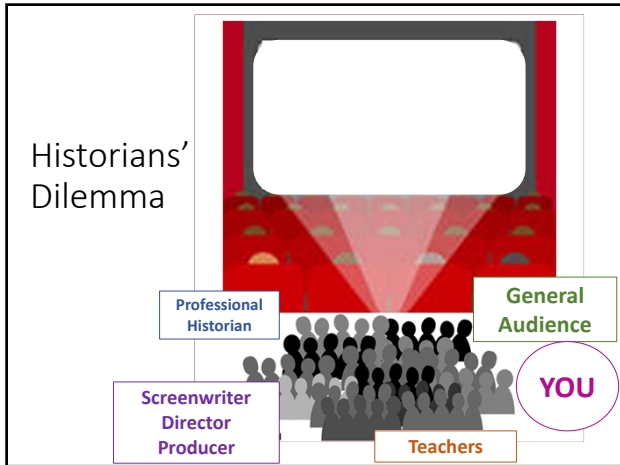 Historians’
Dilemma
Professional
Historian
General
Audience
YOU
Screenwriter
Director
Producer
Teachers